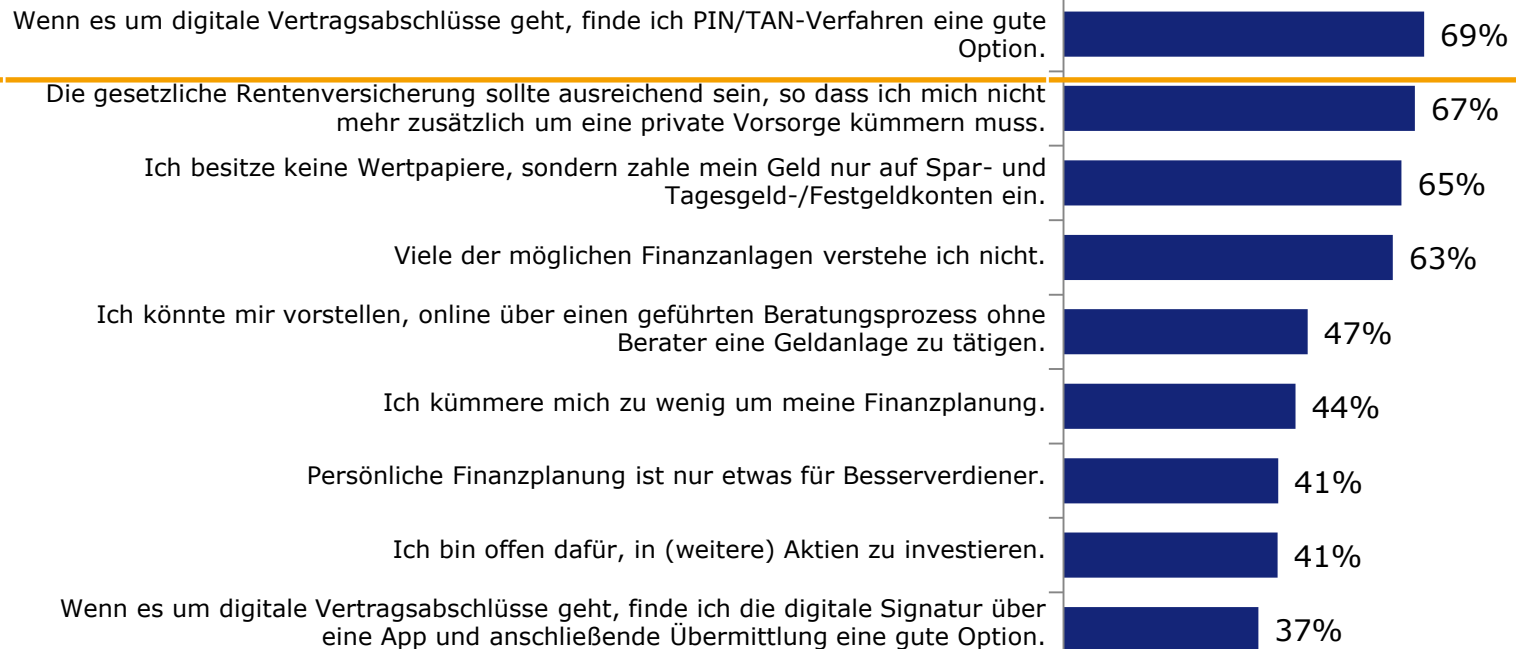 Wenn es um digitale Vertragsabschlüsse geht, finde ich PIN/TAN-Verfahren eine gute
Option.
69%
Die gesetzliche Rentenversicherung sollte ausreichend sein, so dass ich mich nicht
mehr zusätzlich um eine private Vorsorge kümmern muss.
67%
Ich besitze keine Wertpapiere, sondern zahle mein Geld nur auf Spar- und
Tagesgeld-/Festgeldkonten ein.
65%
Viele der möglichen Finanzanlagen verstehe ich nicht.
63%
Ich könnte mir vorstellen, online über einen geführten Beratungsprozess ohne
Berater eine Geldanlage zu tätigen.
47%
Ich kümmere mich zu wenig um meine Finanzplanung.
44%
Persönliche Finanzplanung ist nur etwas für Besserverdiener.
41%
Ich bin offen dafür, in (weitere) Aktien zu investieren.
41%
Wenn es um digitale Vertragsabschlüsse geht, finde ich die digitale Signatur über
eine App und anschließende Übermittlung eine gute Option.
37%